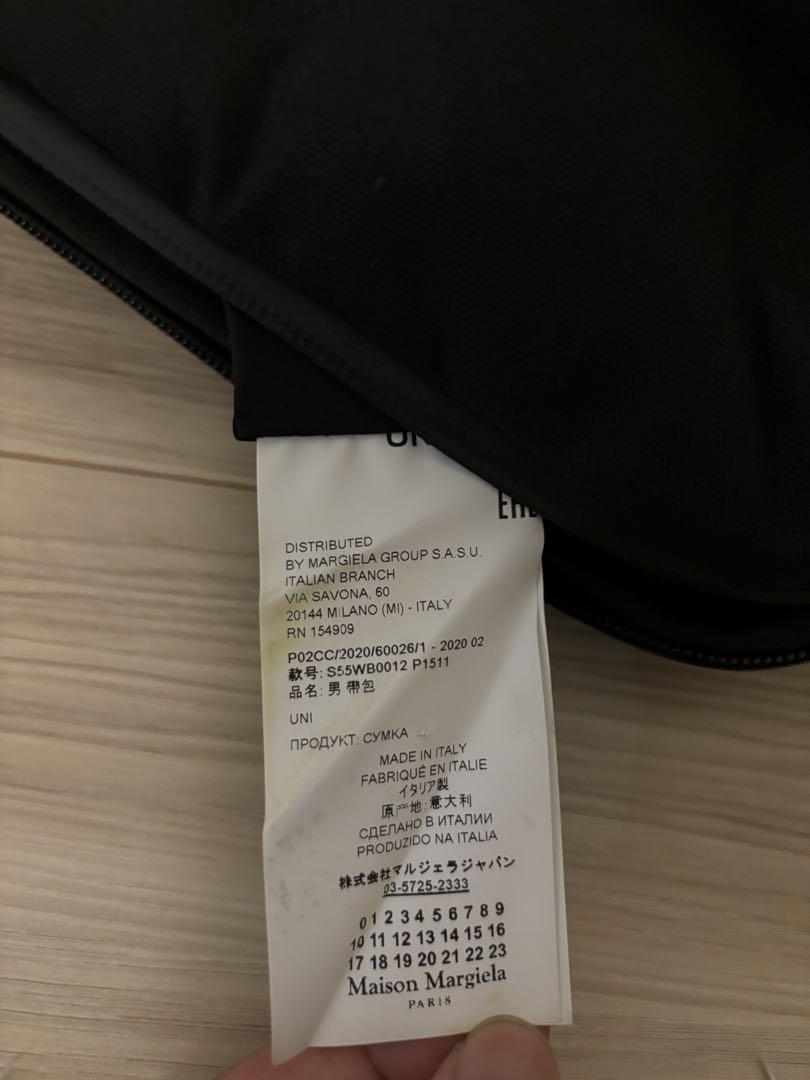 DISTRIBUTED
BY MARGIELA GROUP S.A.S.U.
ITALIAN BRANCH
VIA SAVONA, 60
20144 MILANO (MI) - ITALY
RN 154909
P02CC/2020/60026/1 - 2020 02
款号: S55WB0012 P1511
品名: 男 帶包
UNI
ПРОДУКТ: СУМКА
MADE IN ITALY
FABRIQUÉ EN ITALIE
イタリア製
原产地:意大利
СДЕЛАНО В ИТАЛИИ
PRODUZIDO NA ITALIA
株式会社マルジェラジャパン
03-5725-2333
0 1 2 3 4 5 6 7 8 9
10 11 12 13 14 15 16
17 18 19 20 21 22 23
Maison Margiela
PARIS